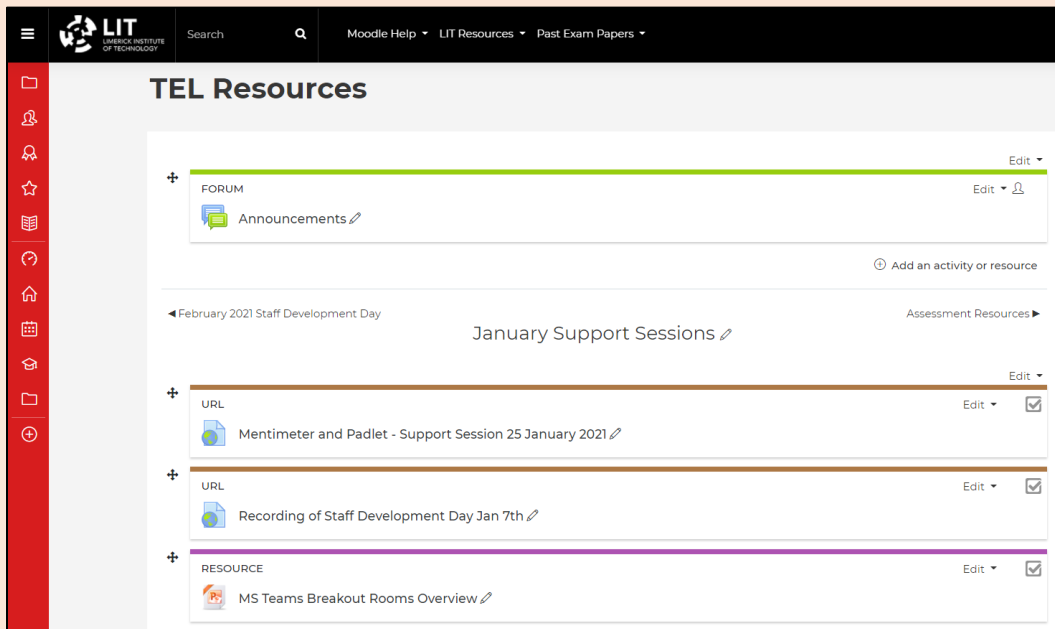 LIT
LIMERICK INSTITUTE
OF TECHNOLOGY
Search
Moodle Help
LIT Resources
Past Exam Papers
TEL Resources
Edit
FORUM
Edit
Announcements
Add an activity or resource
February 2021 Staff Development Day
Assessment Resources
January Support Sessions
Edit
URL
Edit
Mentimeter and Padlet - Support Session 25 January 2021
URL
Edit
Recording of Staff Development Day Jan 7th
RESOURCE
Edit
MS Teams Breakout Rooms Overview